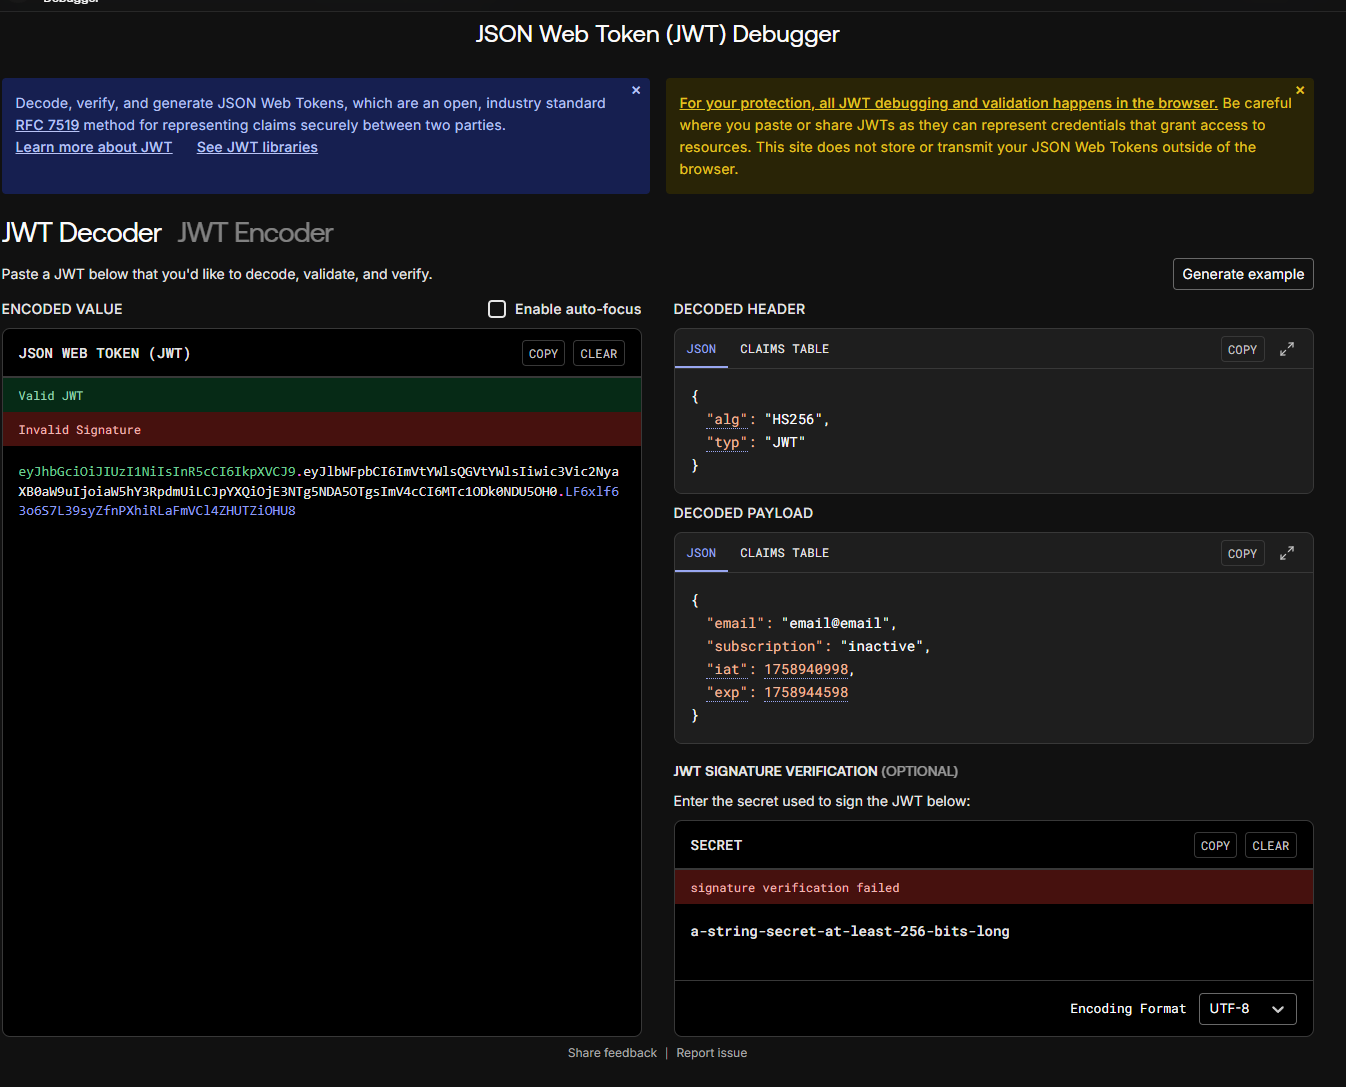 Debugger
JSON Web Token (JWT) Debugger
Decode, verify, and generate JSON Web Tokens, which are an open, industry standard
RFC 7519 method for representing claims securely between two parties.
Learn more about JWT See JWT libraries
×
For your protection, all JWT debugging and validation happens in the browser. Be careful
where you paste or share JWTs as they can represent credentials that grant access to
resources. This site does not store or transmit your JSON Web Tokens outside of the
browser.
×
JWT Decoder JWT Encoder
Paste a JWT below that you'd like to decode, validate, and verify.
Generate example
ENCODED VALUE
Enable auto-focus
JSON WEB TOKEN (JWT)
COPY CLEAR
Valid JWT
Invalid Signature
eyJhbGciOiJIUzI1NiIsInR5cCI6IkpXVCJ9.eyJlbWFpbCI6ImVtYWlsQGVtYWlsIiwic3Vic2Nya
XB0aW9uIjoiaW5hY3RpdmUiLCJpYXQiOjE3NTg5NDA5OTgsImV4cCI6MTc1ODk0NDU5OH0.LF6xlf6
3o6S7L39syZfnPXhiRLaFmVCl4ZHUTZiOHU8
DECODED HEADER
JSON CLAIMS TABLE
COPY
{
"alg": "HS256",
"typ": "JWT"
}
DECODED PAYLOAD
JSON CLAIMS TABLE
COPY
{
"email": "email@email",
"subscription": "inactive",
"iat": 1758940998,
"exp": 1758944598
}
JWT SIGNATURE VERIFICATION (OPTIONAL)
Enter the secret used to sign the JWT below:
SECRET
COPY CLEAR
signature verification failed
a-string-secret-at-least-256-bits-long
Encoding Format UTF-8
Share feedback | Report issue